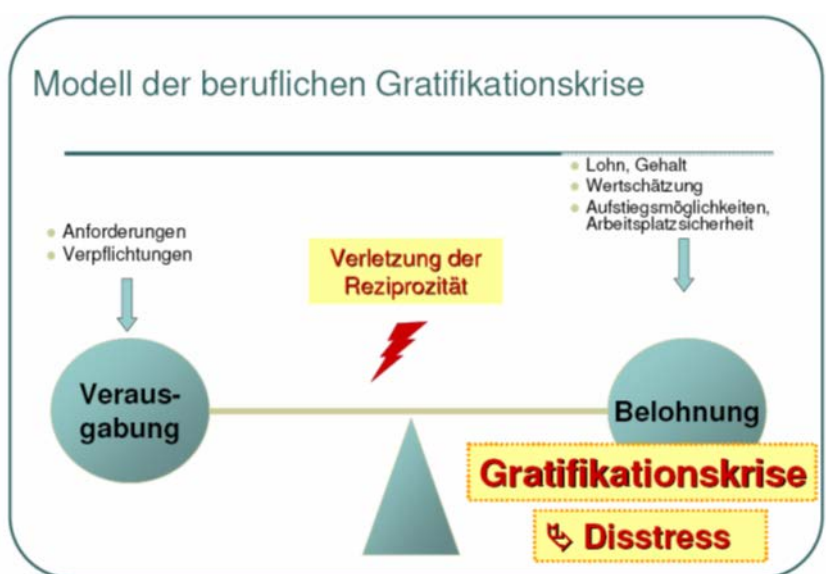 Modell der beruflichen Gratifikationskrise
Lohn, Gehalt
Wertschätzung
Aufstiegsmöglichkeiten,
Arbeitsplatzsicherheit
Anforderungen
Verpflichtungen
Verletzung der
Reziprozität
Veraus-
gabung
Belohnung
Gratifikationskrise
Disstress